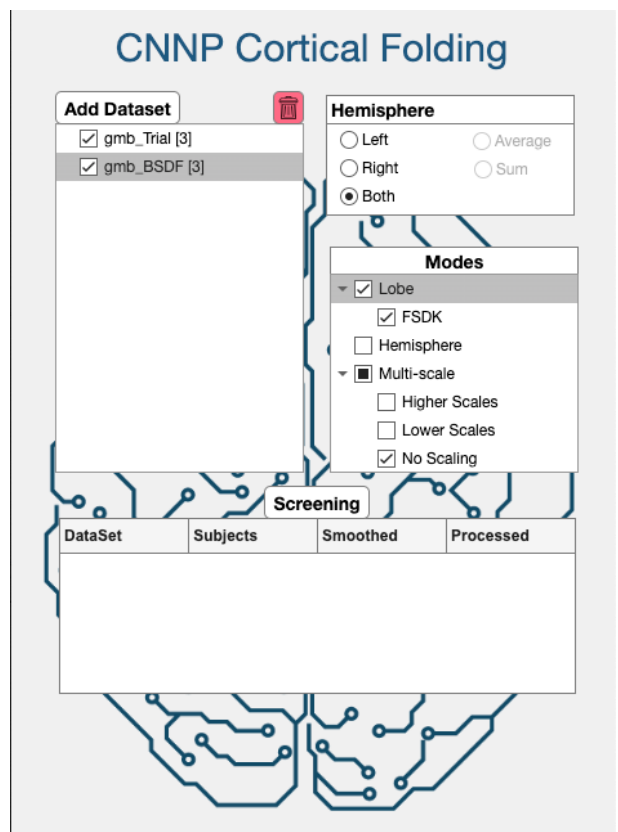 CNNP Cortical Folding
Add Dataset
gmb_Trial [3]
gmb_BSDF [3]
Hemisphere
Left
Average
Right
Sum
Both
Modes
Lobe
FSDK
Hemisphere
Multi-scale
Higher Scales
Lower Scales
No Scaling
Screening
DataSet Subjects Smoothed Processed